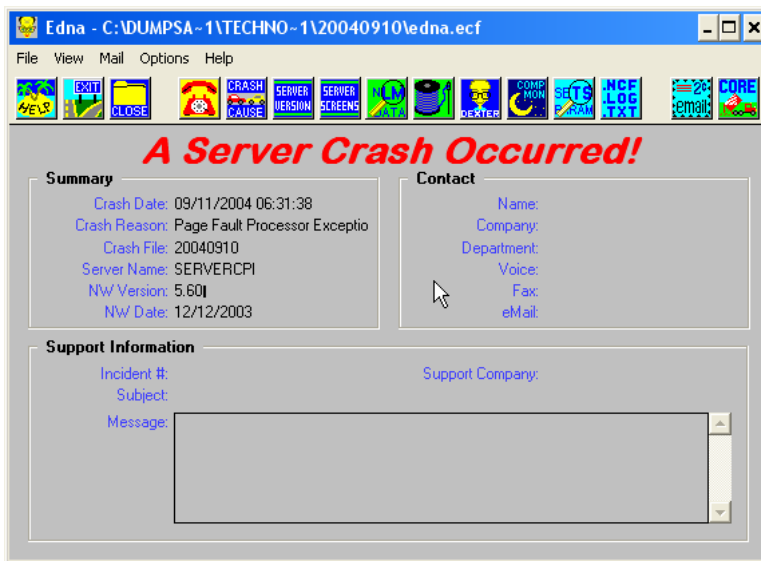 Edna - C:\DUMPSA~1\TECHNO~1\20040910\edna.ecf
File View Mail Options Help
HELP EXIT CLOSE CRASH CAUSE SERVER VERSION SERVER SCREENS NLM DATA DEXTER COMP MON SETS PARAM .NCF .LOG .TXT 2¢ email CORE
A Server Crash Occurred!
Summary
Crash Date: 09/11/2004 06:31:38
Crash Reason: Page Fault Processor Exceptio
Crash File: 20040910
Server Name: SERVERCPI
NW Version: 5.60
NW Date: 12/12/2003
Contact
Name:
Company:
Department:
Voice:
Fax:
eMail:
Support Information
Incident #: Support Company:
Subject:
Message: